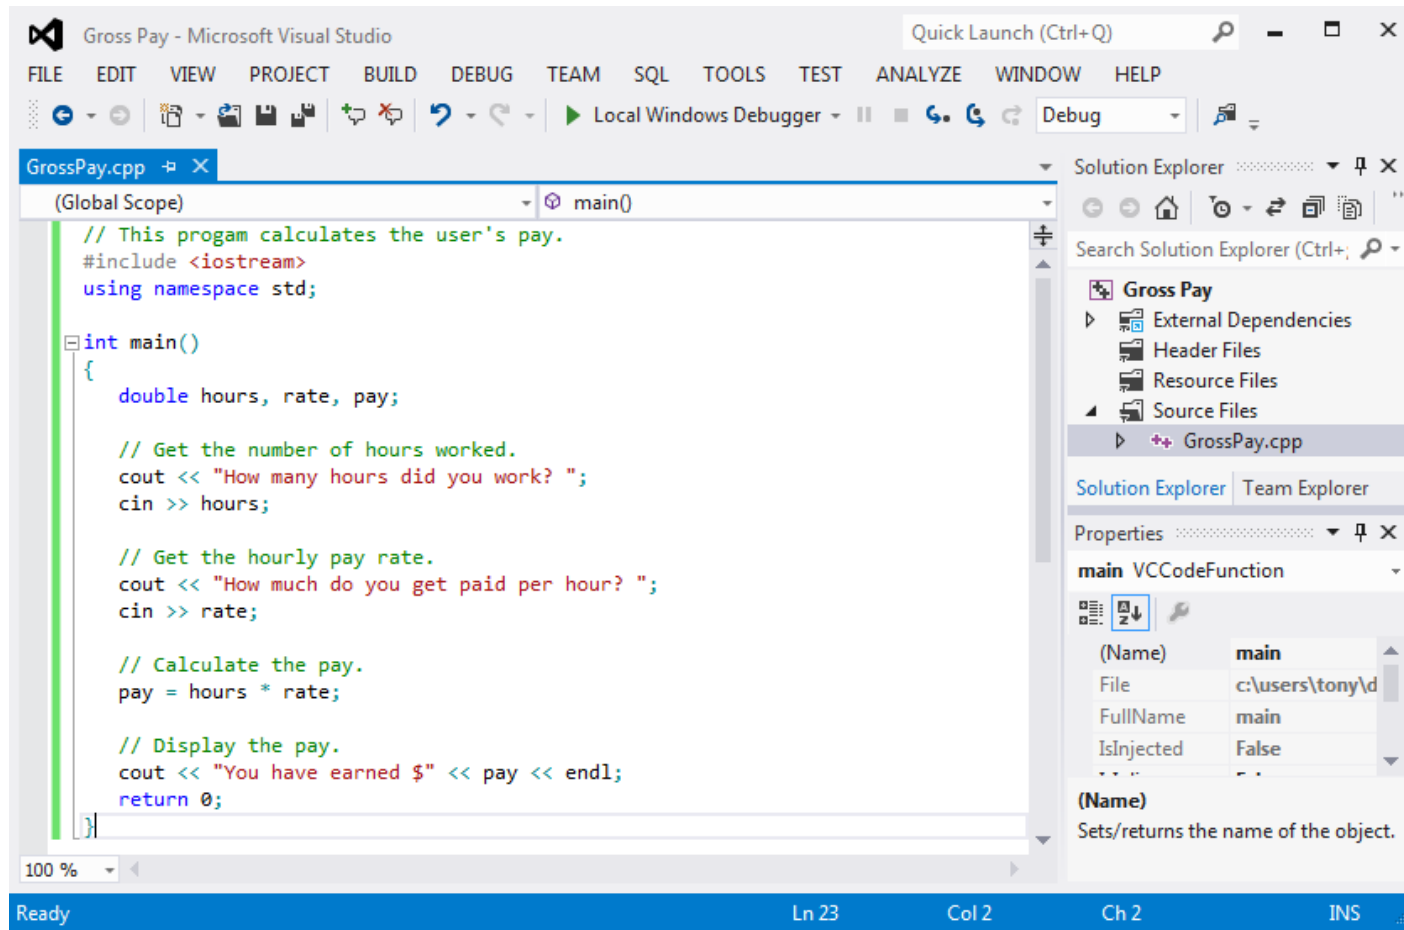 Gross Pay - Microsoft Visual Studio
Quick Launch (Ctrl+Q)
FILE EDIT VIEW PROJECT BUILD DEBUG TEAM SQL TOOLS TEST ANALYZE WINDOW HELP
Local Windows Debugger Debug
GrossPay.cpp
(Global Scope) main()
// This progam calculates the user's pay.
#include <iostream>
using namespace std;
int main()
{
double hours, rate, pay;
// Get the number of hours worked.
cout << "How many hours did you work? ";
cin >> hours;
// Get the hourly pay rate.
cout << "How much do you get paid per hour? ";
cin >> rate;
// Calculate the pay.
pay = hours * rate;
// Display the pay.
cout << "You have earned $" << pay << endl;
return 0;
}
100 %
Solution Explorer
Search Solution Explorer (Ctrl+;
Gross Pay
External Dependencies
Header Files
Resource Files
Source Files
GrossPay.cpp
Solution Explorer Team Explorer
Properties
main VCCodeFunction
(Name) main
File c:\users\tony\d
FullName main
IsInjected False
(Name)
Sets/returns the name of the object.
Ready Ln 23 Col 2 Ch 2 INS